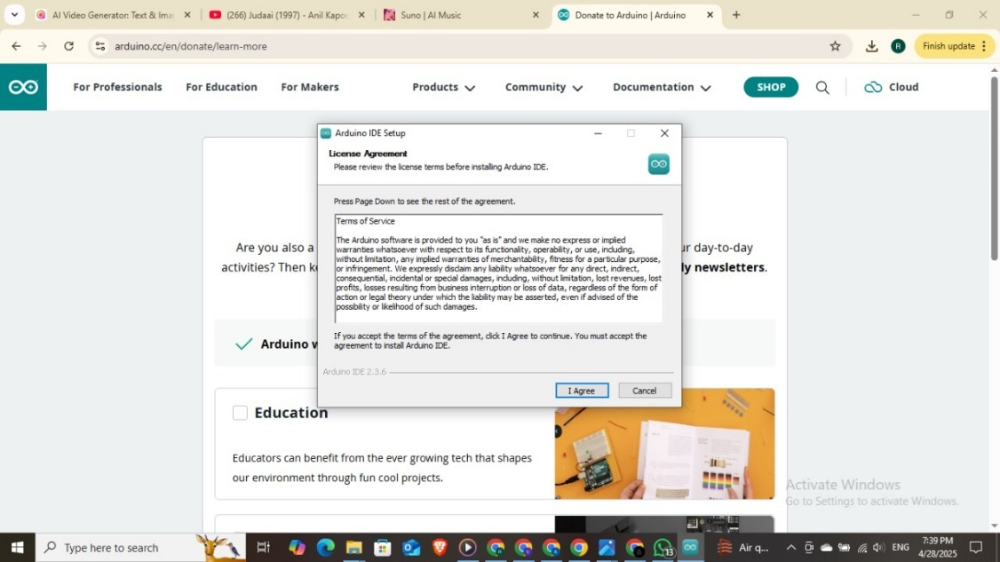 AI Video Generator: Text & Ima
(266) Judaai (1997) - Anil Kapoo
Suno | AI Music
Donate to Arduino | Arduino
arduino.cc/en/donate/learn-more
R
Finish update
For Professionals
For Education
For Makers
Products
Community
Documentation
SHOP
Cloud
Arduino IDE Setup
License Agreement
Please review the license terms before installing Arduino IDE.
Press Page Down to see the rest of the agreement.
Terms of Service
The Arduino software is provided to you "as is" and we make no express or implied
warranties whatsoever with respect to its functionality, operability, or use, including,
without limitation, any implied warranties of merchantability, fitness for a particular purpose,
or infringement. We expressly disclaim any liability whatsoever for any direct, indirect,
consequential, incidental or special damages, including, without limitation, lost revenues, lost
profits, losses resulting from business interruption or loss of data, regardless of the form of
action or legal theory under which the liability may be asserted, even if advised of the
possibility or likelihood of such damages.
If you accept the terms of the agreement, click I Agree to continue. You must accept the
agreement to install Arduino IDE.
Arduino IDE 2.3.6
I Agree
Cancel
Are you also a
ur day-to-day
activities? Then k
ly newsletters.
Arduino w
Education
Educators can benefit from the ever growing tech that shapes
our environment through fun cool projects.
Activate Windows
Go to Settings to activate Windows.
Type here to search
13
Air q...
ENG
7:39 PM
4/28/2025